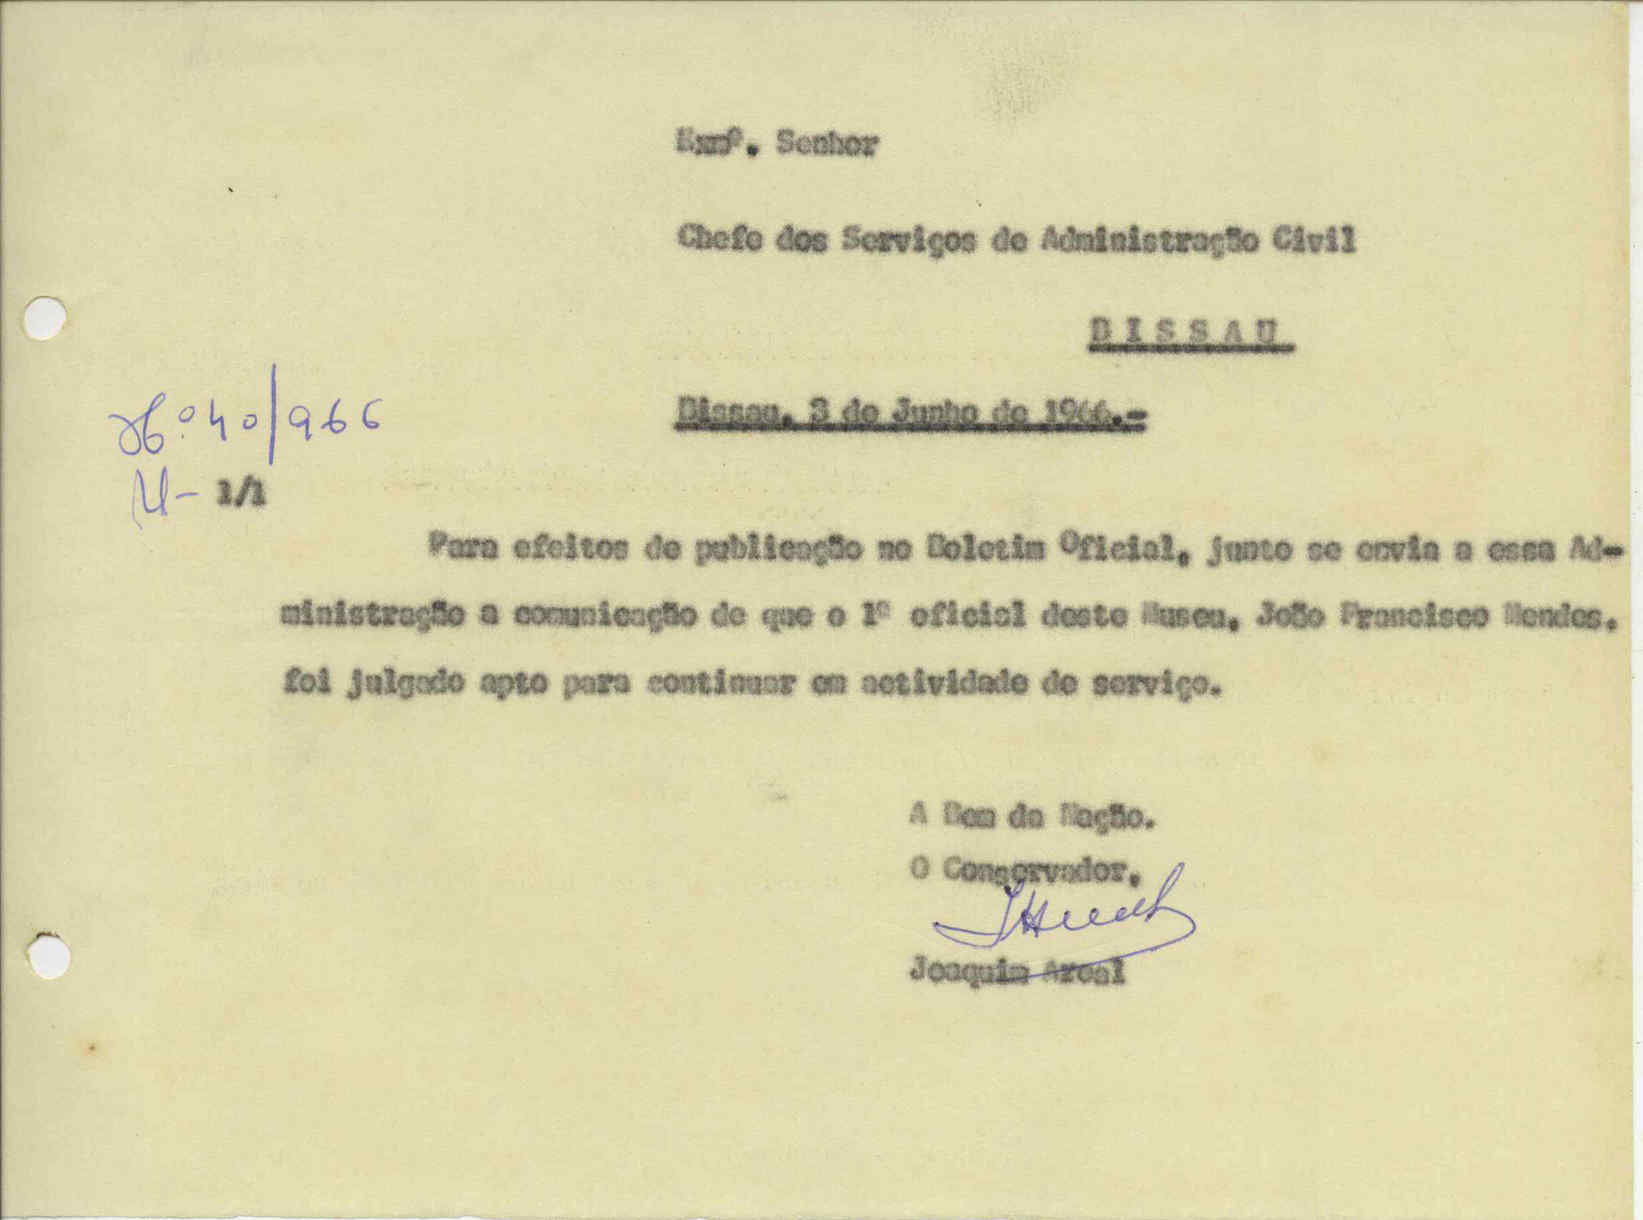 Exmº. Senhor
Chefe dos Serviços de Administração Civil
BISSAU
Bissau, 3 de Junho de 1966.-
Nº. 40/966
M- 1/1
Para efeitos de publicação no Boletim Oficial, junto se envia a essa Ad-
ministração a comunicação de que o 1º oficial deste Museu, João Francisco Mendes,
foi julgado apto para continuar em actividade de serviço.
A Bem da Nação.
O Conservador,
Joaquim Areal